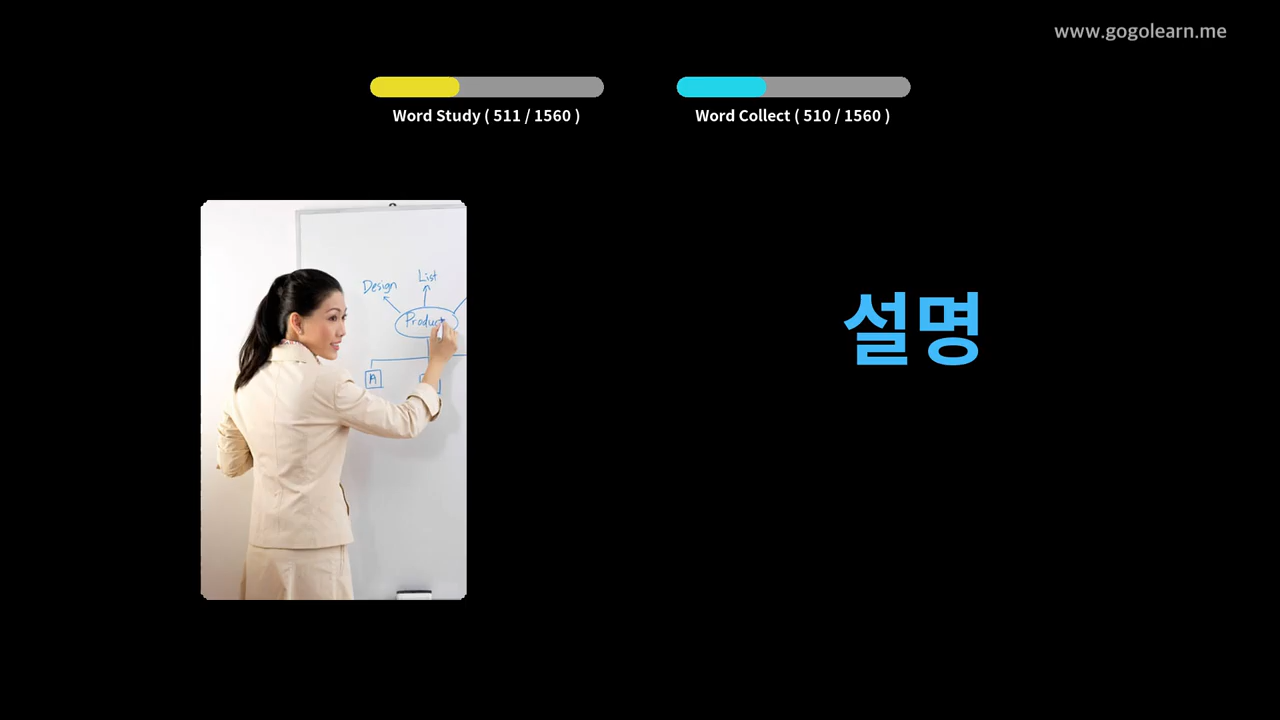 www.gogolearn.me
Word Study ( 511 / 1560 )
Word Collect ( 510 / 1560 )
설명
List
Design
Product
A